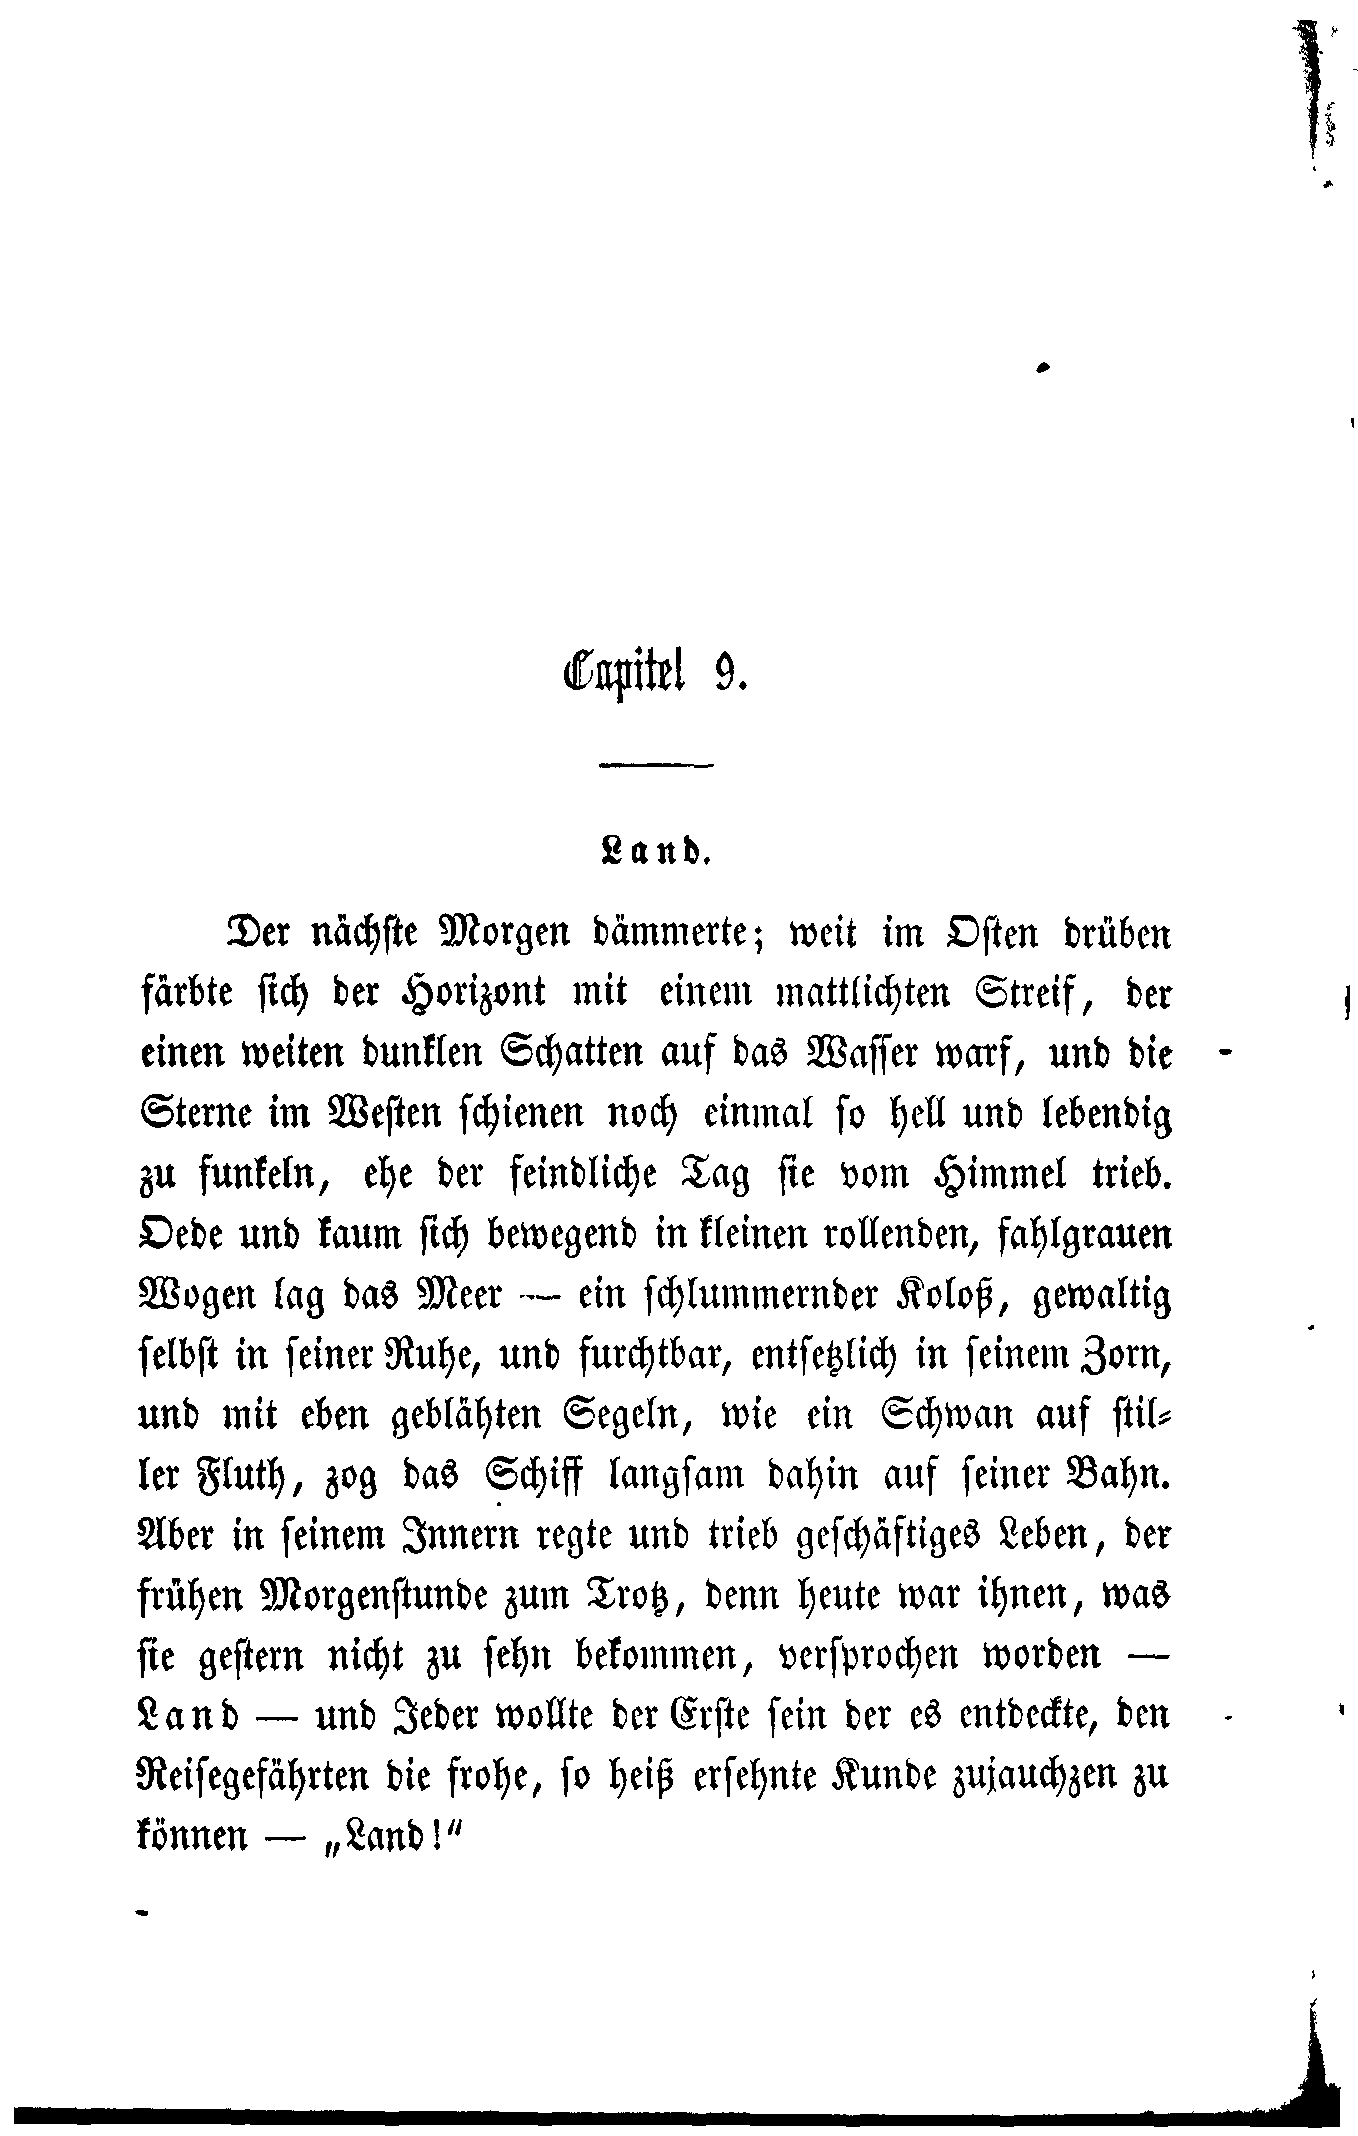 Capitel 9.
Land.
Der nächste Morgen dämmerte; weit im Osten drüben
färbte sich der Horizont mit einem mattlichten Streif, der
einen weiten dunklen Schatten auf das Wasser warf, und die
Sterne im Westen schienen noch einmal so hell und lebendig
zu funkeln, ehe der feindliche Tag sie vom Himmel trieb.
Oede und kaum sich bewegend in kleinen rollenden, fahlgrauen
Wogen lag das Meer — ein schlummernder Koloß, gewaltig
selbst in seiner Ruhe, und furchtbar, entsetzlich in seinem Zorn,
und mit eben geblähten Segeln, wie ein Schwan auf stil-
ler Fluth, zog das Schiff langsam dahin auf seiner Bahn.
Aber in seinem Innern regte und trieb geschäftiges Leben, der
frühen Morgenstunde zum Trotz, denn heute war ihnen, was
sie gestern nicht zu sehn bekommen, versprochen worden —
Land — und Jeder wollte der Erste sein der es entdeckte, den
Reisegefährten die frohe, so heiß ersehnte Kunde zujauchzen zu
können — „Land!“